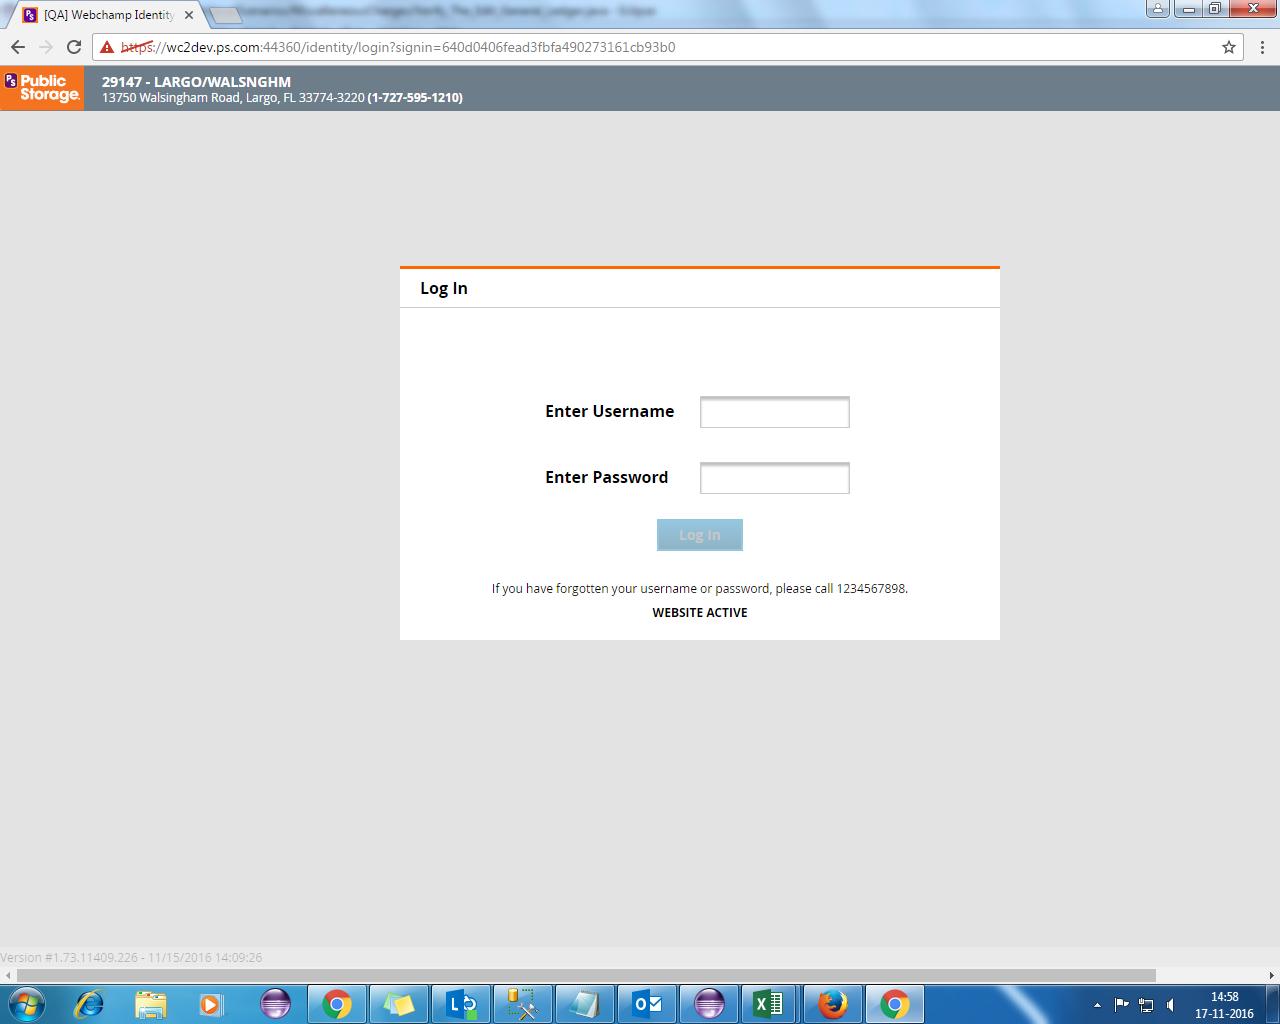 [QA] Webchamp Identity
https://wc2dev.ps.com:44360/identity/login?signin=640d0406fead3fbfa490273161cb93b0
PS Public Storage.
29147 - LARGO/WALSNGHM
13750 Walsingham Road, Largo, FL 33774-3220 (1-727-595-1210)
Log In
Enter Username
Enter Password
Log In
If you have forgotten your username or password, please call 1234567898.
WEBSITE ACTIVE
Version #1.73.11409.226 - 11/15/2016 14:09:26
14:58
17-11-2016